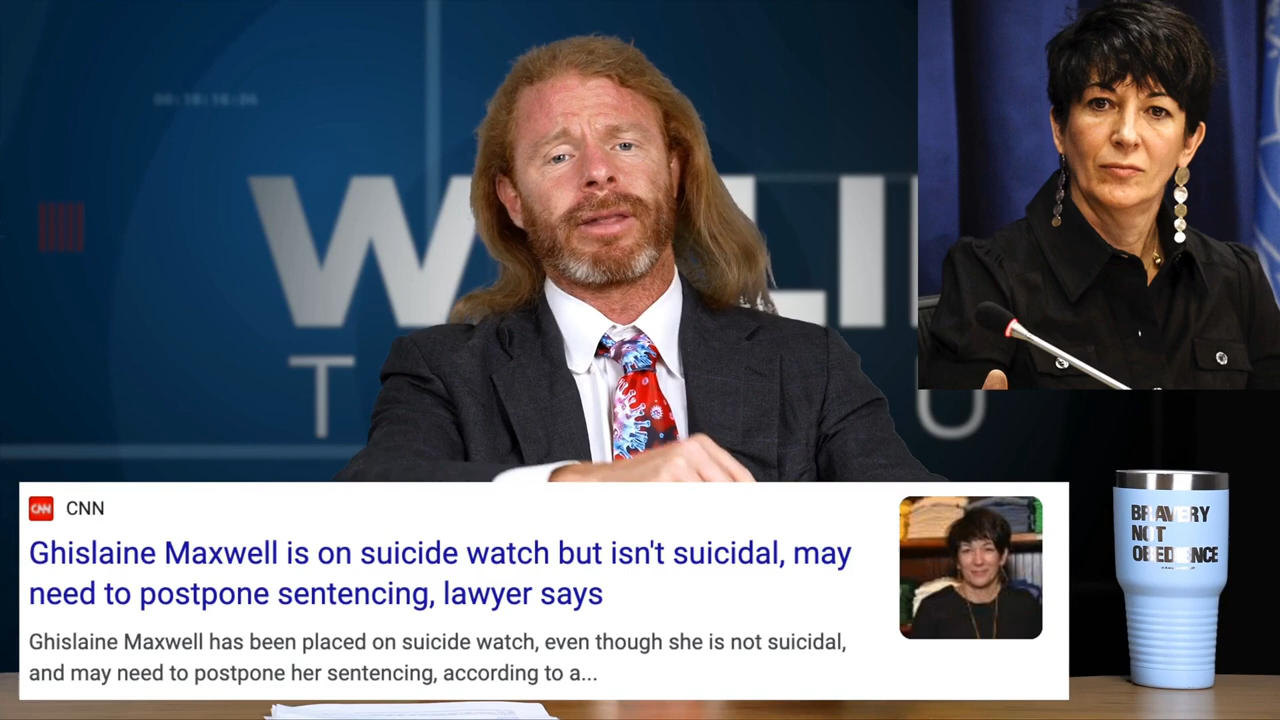 W LI
T U
CNN CNN
Ghislaine Maxwell is on suicide watch but isn't suicidal, may
need to postpone sentencing, lawyer says
Ghislaine Maxwell has been placed on suicide watch, even though she is not suicidal,
and may need to postpone her sentencing, according to a...
BRAVERY
NOT
OBEDIENCE